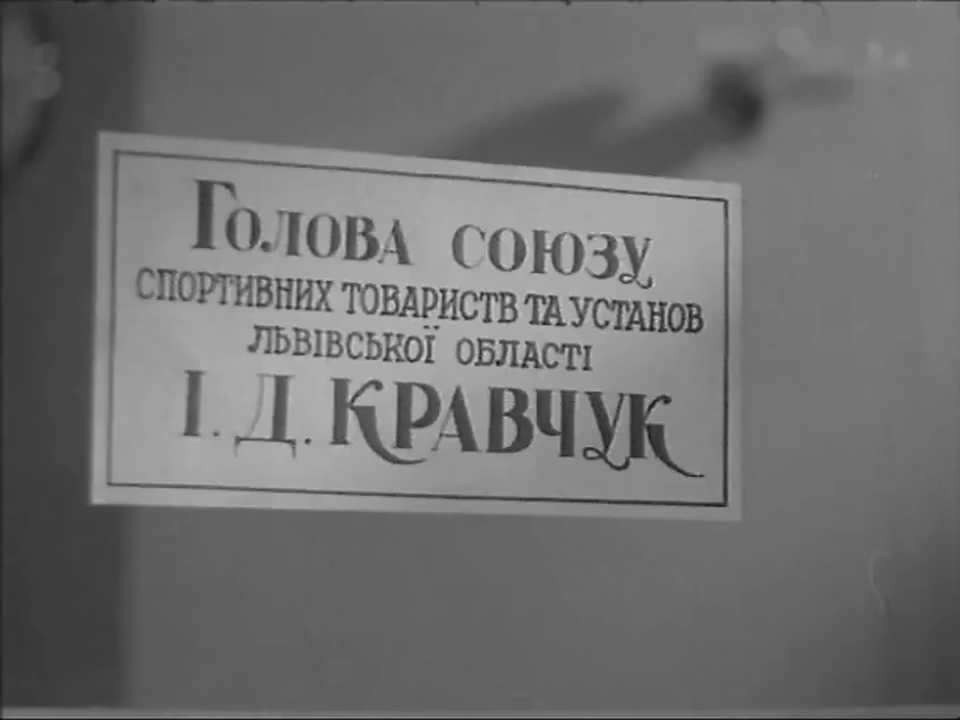 Голова союзу
спортивних товариств та установ
Львівської області
І. Д. Кравчук